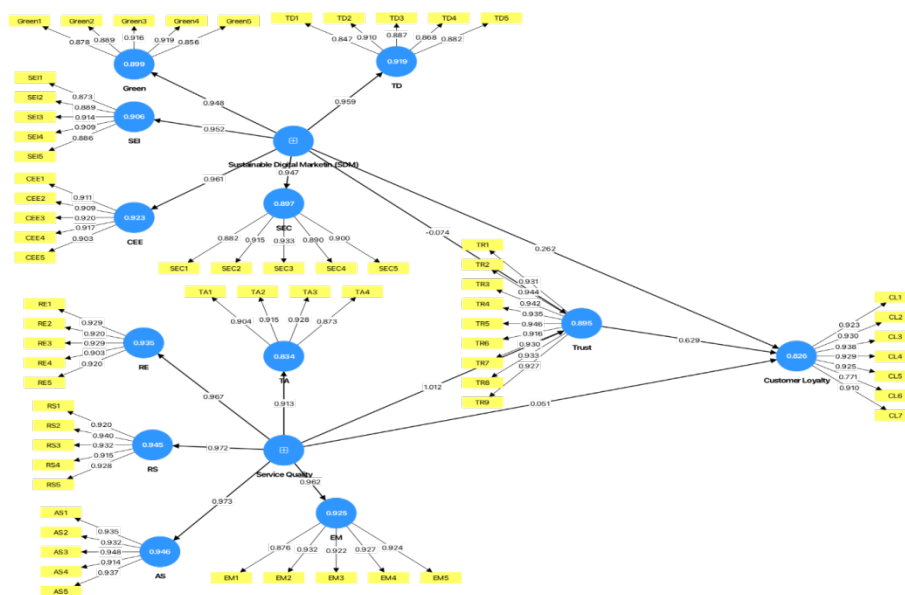 Green1 Green2 Green3 Green4 Green5
0.878 0.889 0.916 0.919 0.856
0.899
Green
TD1 TD2 TD3 TD4 TD5
0.847 0.910 0.887 0.868 0.882
0.919
TD
0.948
0.959
SEI1
SEI2
SEI3
SEI4
SEI5
0.873
0.889
0.914
0.909
0.886
0.906
SEI
0.952
Sustainable Digital Marketin (SDM)
0.947
0.961
CEE1
CEE2
CEE3
CEE4
CEE5
0.911
0.909
0.920
0.917
0.903
0.923
CEE
0.897
SEC
0.882 0.915 0.933 0.890 0.900
SEC1 SEC2 SEC3 SEC4 SEC5
-0.074
0.262
TR1
TR2
TR3
TR4
TR5
TR6
TR7
TR8
TR9
0.931
0.944
0.942
0.935
0.946
0.916
0.930
0.933
0.927
0.895
Trust
0.629
CL1
CL2
CL3
CL4
CL5
CL6
CL7
0.923
0.930
0.938
0.929
0.925
0.771
0.910
0.826
Customer Loyalty
TA1 TA2 TA3 TA4
0.904 0.915 0.928 0.873
0.834
TA
0.913
1.012
0.051
RE1
RE2
RE3
RE4
RE5
0.929
0.920
0.929
0.903
0.920
0.935
RE
0.967
RS1
RS2
RS3
RS4
RS5
0.920
0.940
0.932
0.915
0.928
0.945
RS
0.972
Service Quality
0.962
0.973
AS1
AS2
AS3
AS4
AS5
0.935
0.932
0.948
0.914
0.937
0.946
AS
0.925
EM
0.876 0.932 0.922 0.927 0.924
EM1 EM2 EM3 EM4 EM5